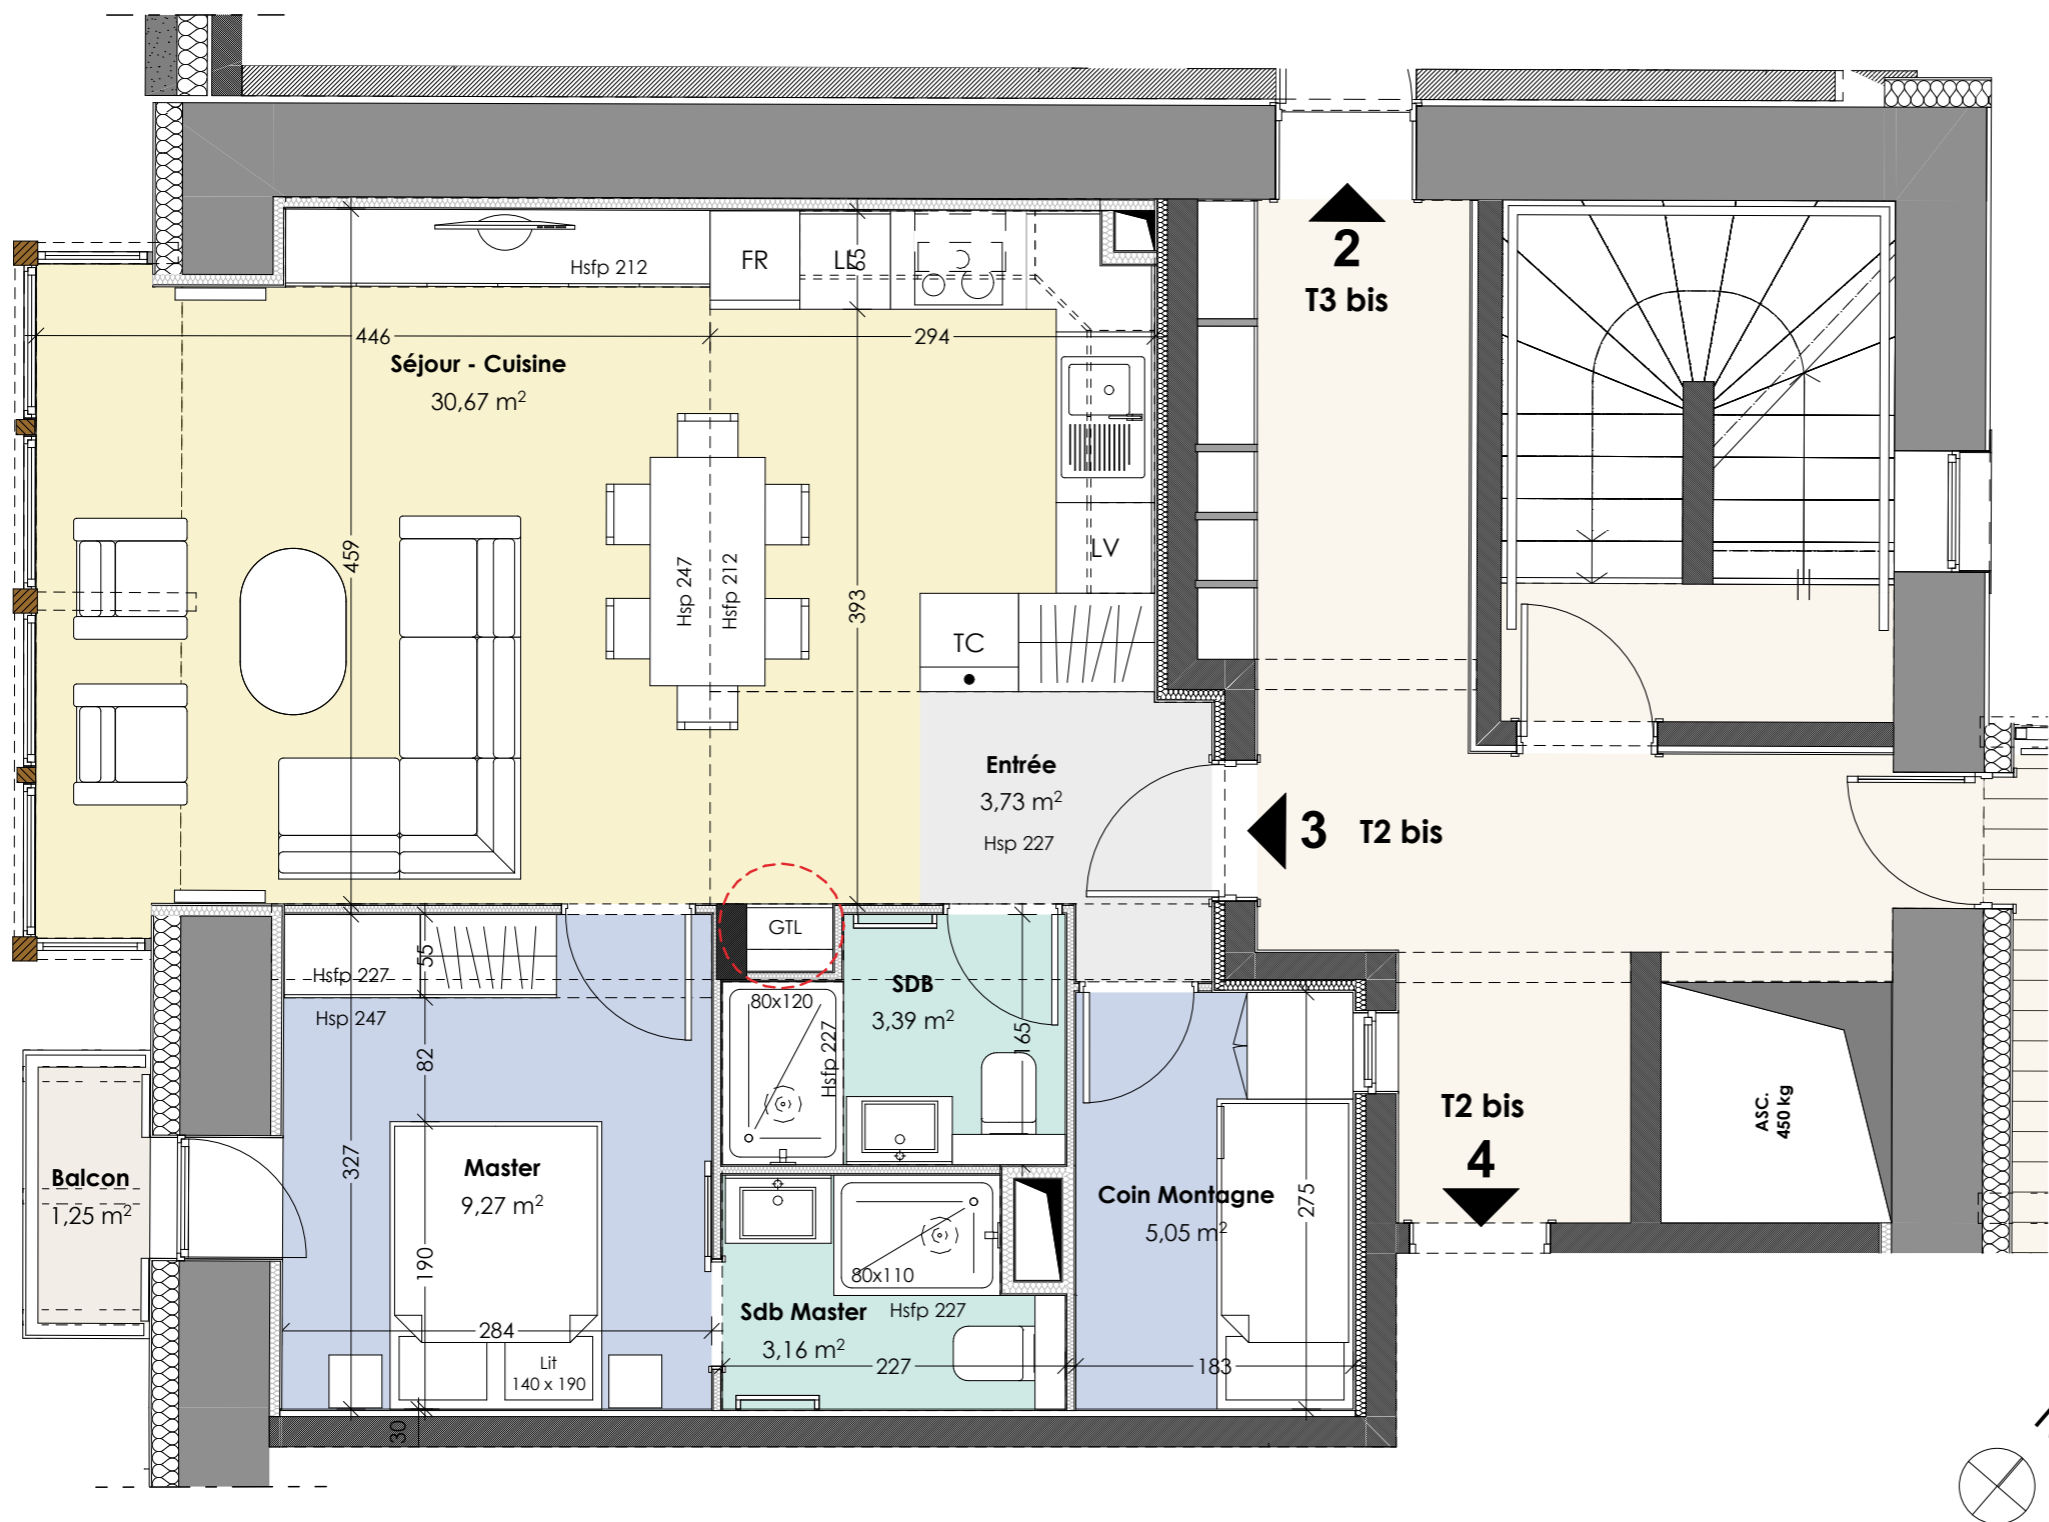 2
T3 bis
FR
LL
65
Hsfp 212
446
294
Séjour - Cuisine
30,67 m²
459
Hsp 247
Hsfp 212
393
LV
TC
Entrée
3,73 m²
Hsp 227
3 T2 bis
GTL
55
Hsfp 227
Hsp 247
82
80x120
Hsfp 227
SDB
3,39 m²
165
T2 bis
4
ASC.
450 kg
Balcon
1,25 m²
327
Master
9,27 m²
190
Coin Montagne
5,05 m²
275
80x110
Sdb Master
Hsfp 227
3,16 m²
284
227
183
Lit
140 x 190
30